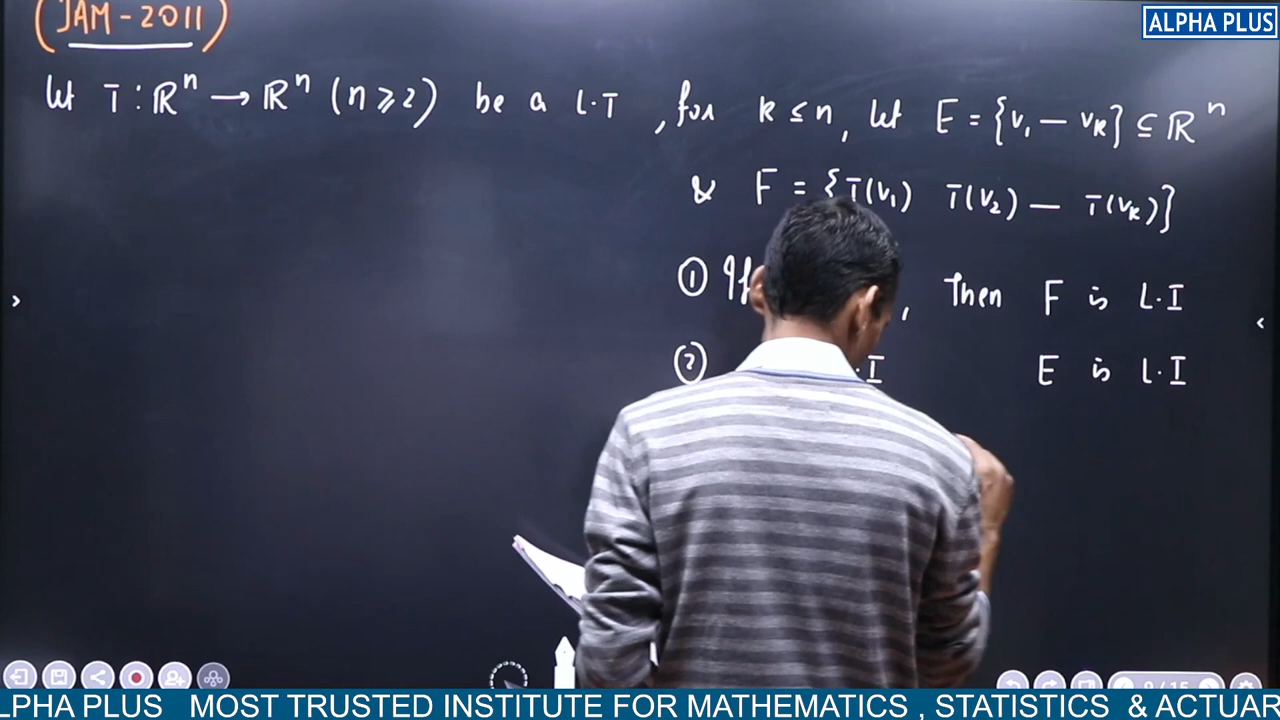 (JAM-2011)
ALPHA PLUS
let T : ℝⁿ → ℝⁿ (n ≥ 2) be a L.T , for k ≤ n, let E = {v₁ — vₖ} ⊆ ℝⁿ
& F = {T(v₁) T(v₂) — T(vₖ)}
① If , Then F is L.I
② .I E is L.I
LPHA PLUS MOST TRUSTED INSTITUTE FOR MATHEMATICS , STATISTICS & ACTUAR